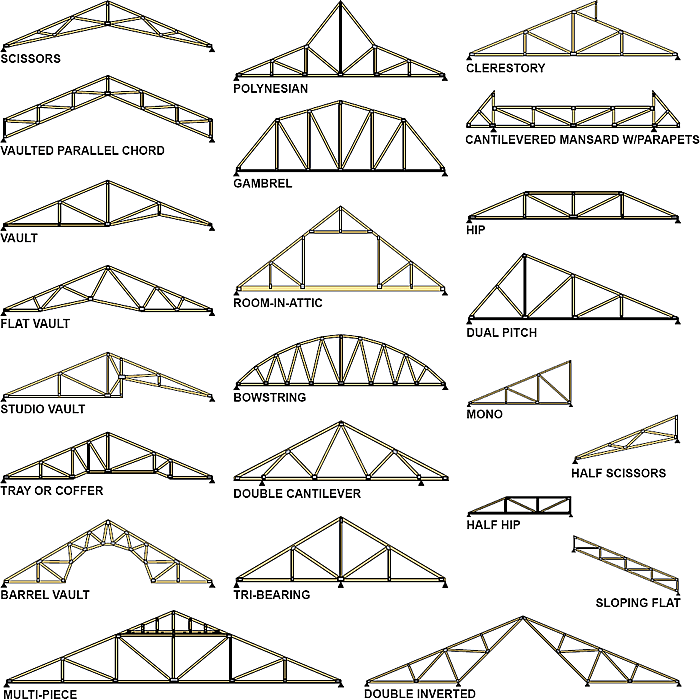 SCISSORS
VAULTED PARALLEL CHORD
VAULT
FLAT VAULT
STUDIO VAULT
TRAY OR COFFER
BARREL VAULT
MULTI-PIECE
POLYNESIAN
GAMBREL
ROOM-IN-ATTIC
BOWSTRING
DOUBLE CANTILEVER
TRI-BEARING
CLERESTORY
CANTILEVERED MANSARD W/PARAPETS
HIP
DUAL PITCH
MONO
HALF SCISSORS
HALF HIP
SLOPING FLAT
DOUBLE INVERTED